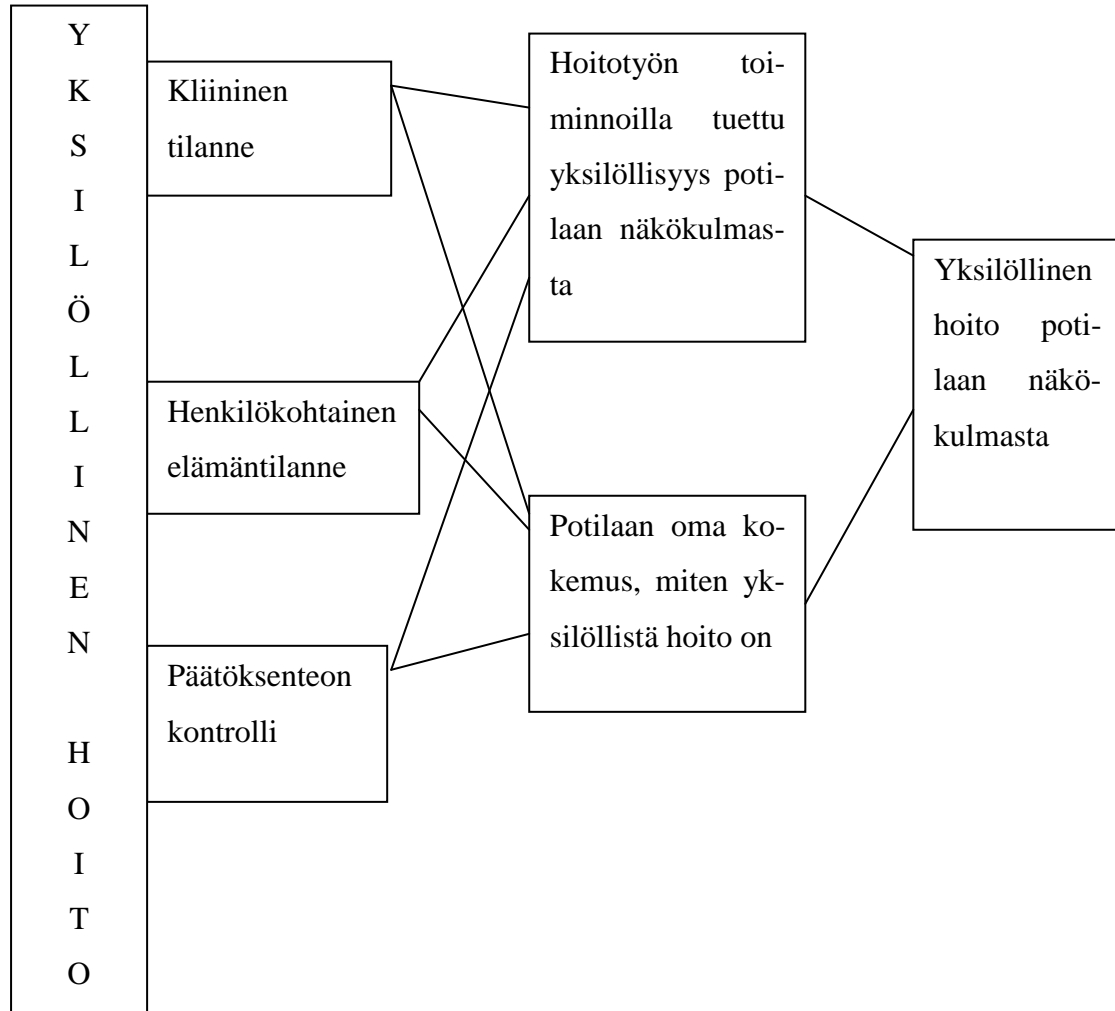 Y
K
S
I
L
Ö
L
L
I
N
E
N
H
O
I
T
O
Kliininen
tilanne
Henkilökohtainen
elämäntilanne
Päätöksenteon
kontrolli
Hoitotyön toi-
minnoilla tuettu
yksilöllisyys poti-
laan näkökulmas-
ta
Potilaan oma ko-
kemus, miten yk-
silöllistä hoito on
Yksilöllinen
hoito poti-
laan näkö-
kulmasta